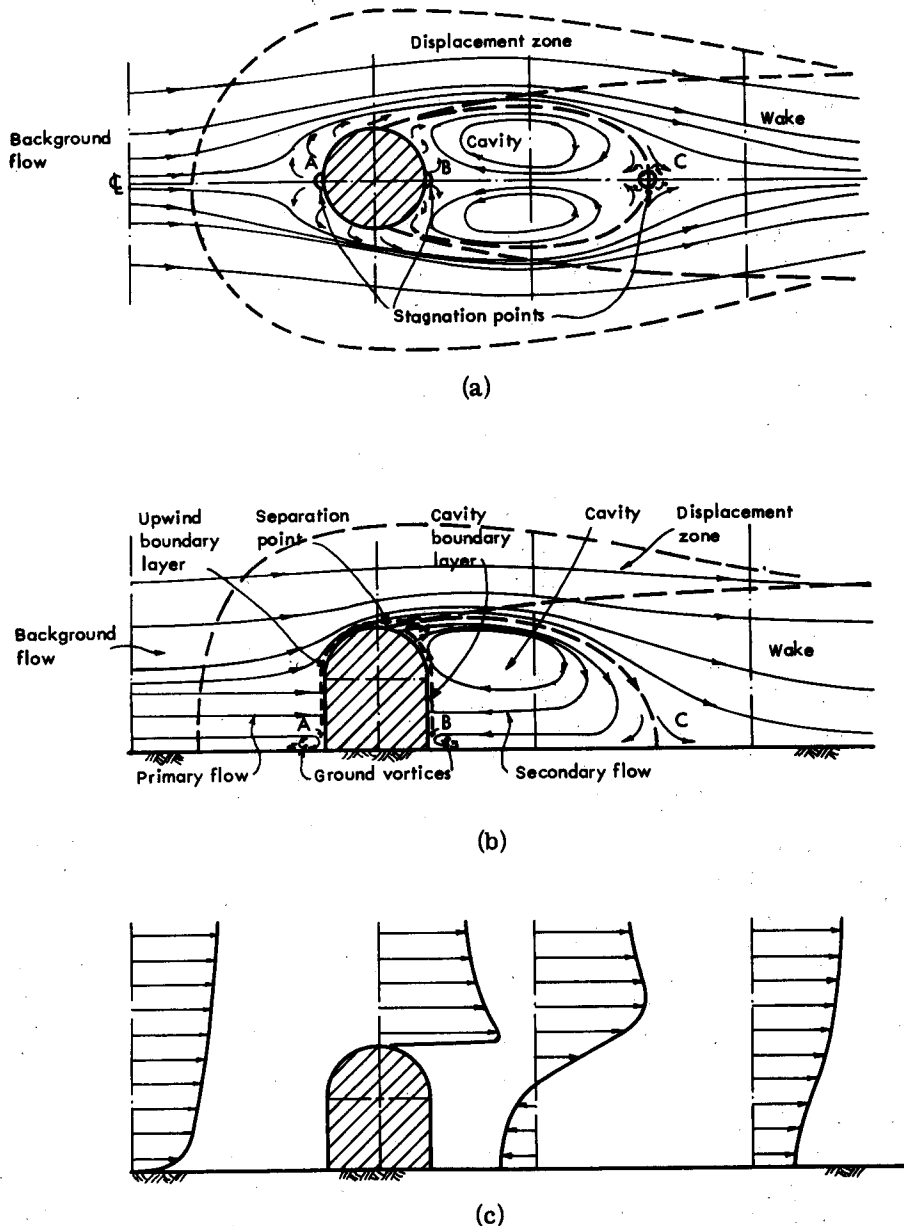 Displacement zone
Background
flow
Wake
Cavity
A
B
C
℄
Stagnation points
(a)
Upwind
boundary
layer
Separation
point
Cavity
boundary
layer
Cavity
Displacement
zone
Background
flow
Wake
A
B
C
Primary flow
Ground vortices
Secondary flow
(b)
(c)